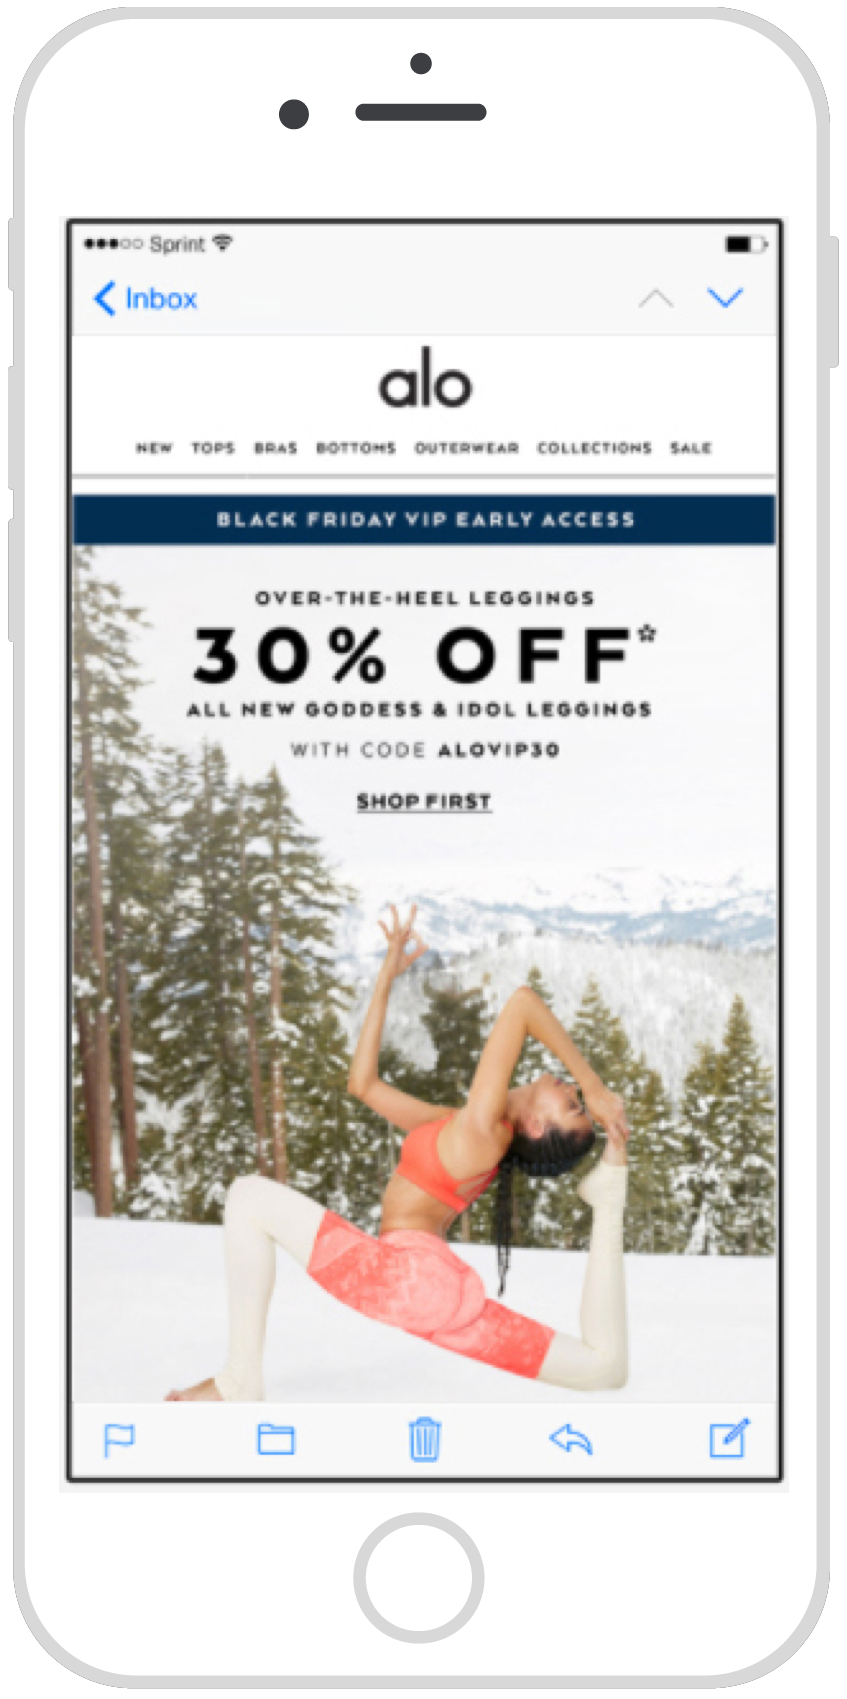 Sprint
Inbox
alo
NEW TOPS BRAS BOTTOMS OUTERWEAR COLLECTIONS SALE
BLACK FRIDAY VIP EARLY ACCESS
OVER-THE-HEEL LEGGINGS
30% OFF*
ALL NEW GODDESS & IDOL LEGGINGS
WITH CODE ALOVIP30
SHOP FIRST